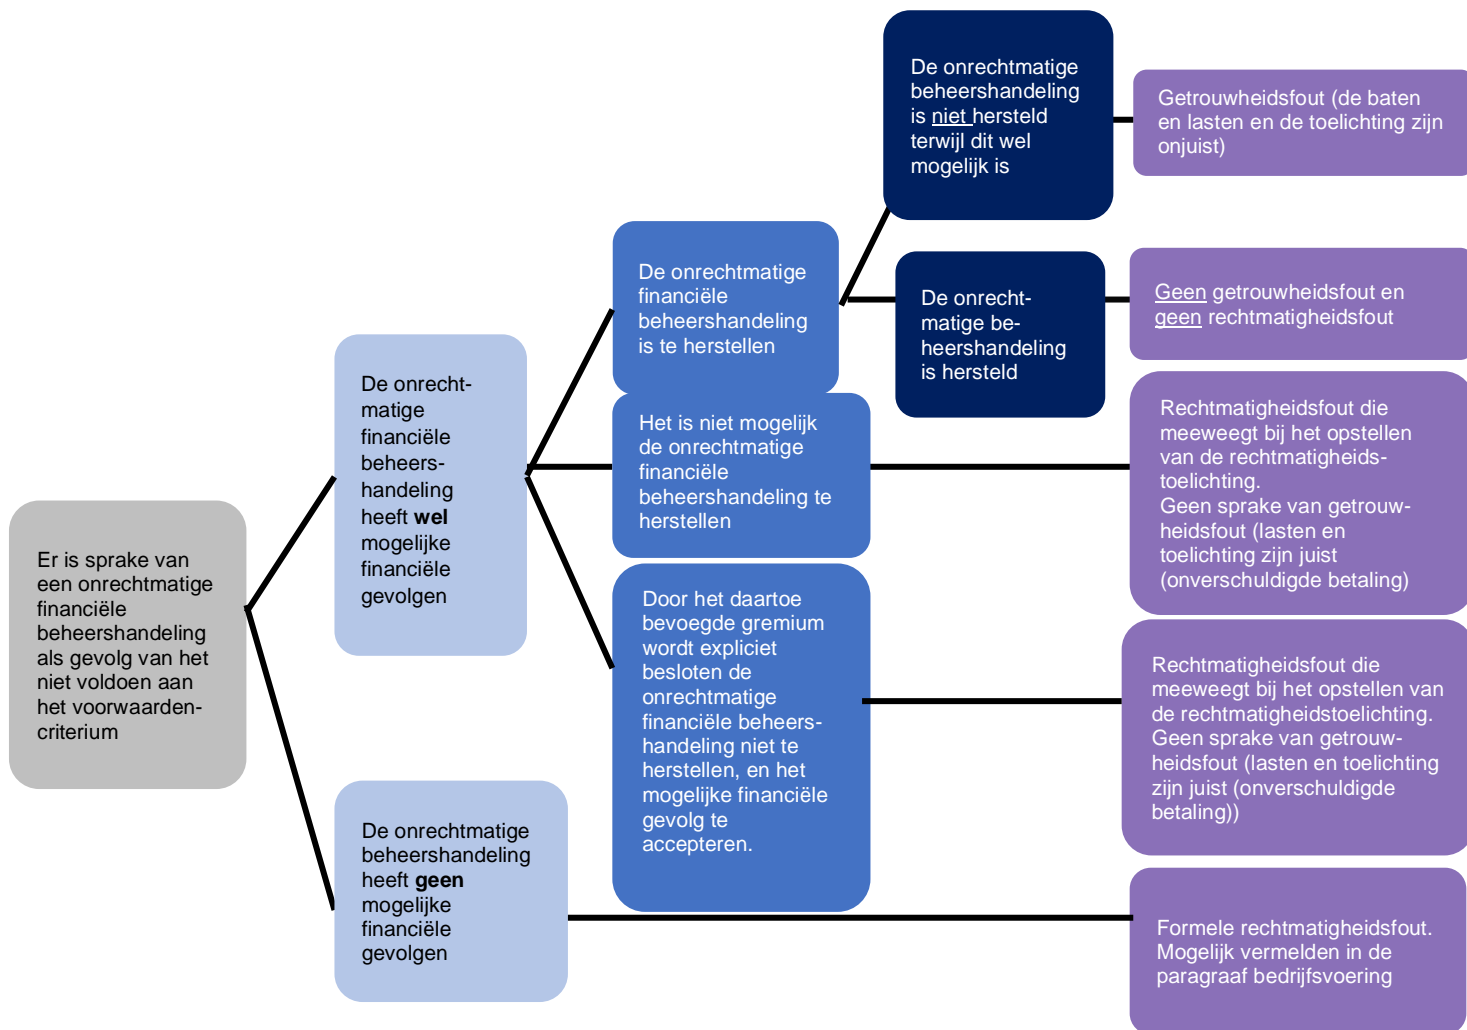 Er is sprake van
een onrechtmatige
financiële
beheershandeling
als gevolg van het
niet voldoen aan
het voorwaarden-
criterium
De onrecht-
matige
financiële
beheers-
handeling
heeft wel
mogelijke
financiële
gevolgen
De onrechtmatige
beheershandeling
heeft geen
mogelijke
financiële
gevolgen
De onrechtmatige
financiële
beheershandeling
is te herstellen
Het is niet mogelijk
de onrechtmatige
financiële
beheershandeling te
herstellen
Door het daartoe
bevoegde gremium
wordt expliciet
besloten de
onrechtmatige
financiële beheers-
handeling niet te
herstellen, en het
mogelijke financiële
gevolg te
accepteren.
De onrechtmatige
beheershandeling
is niet hersteld
terwijl dit wel
mogelijk is
De onrecht-
matige be-
heershandeling
is hersteld
Getrouwheidsfout (de baten
en lasten en de toelichting zijn
onjuist)
Geen getrouwheidsfout en
geen rechtmatigheidsfout
Rechtmatigheidsfout die
meeweegt bij het opstellen
van de rechtmatigheids-
toelichting.
Geen sprake van getrouw-
heidsfout (lasten en
toelichting zijn juist
(onverschuldigde betaling)
Rechtmatigheidsfout die
meeweegt bij het opstellen van
de rechtmatigheidstoelichting.
Geen sprake van getrouw-
heidsfout (lasten en toelichting
zijn juist (onverschuldigde
betaling))
Formele rechtmatigheidsfout.
Mogelijk vermelden in de
paragraaf bedrijfsvoering